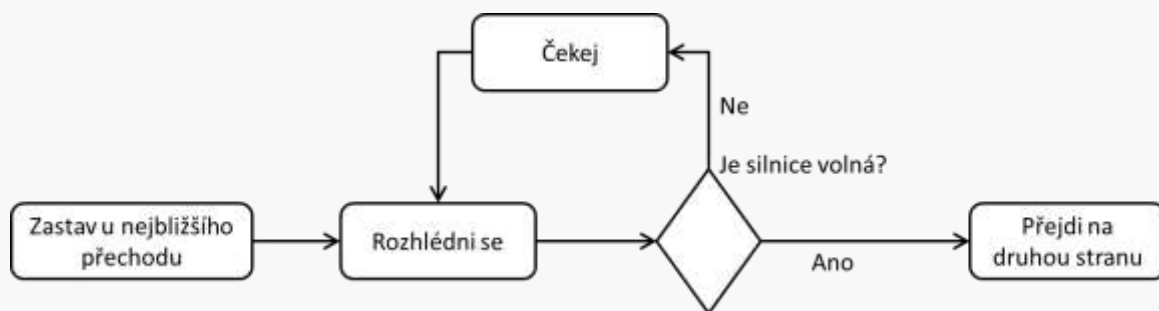 Čekej
Ne
Je silnice volná?
Zastav u nejbližšího
přechodu
Rozhlédni se
Ano
Přejdi na
druhou stranu